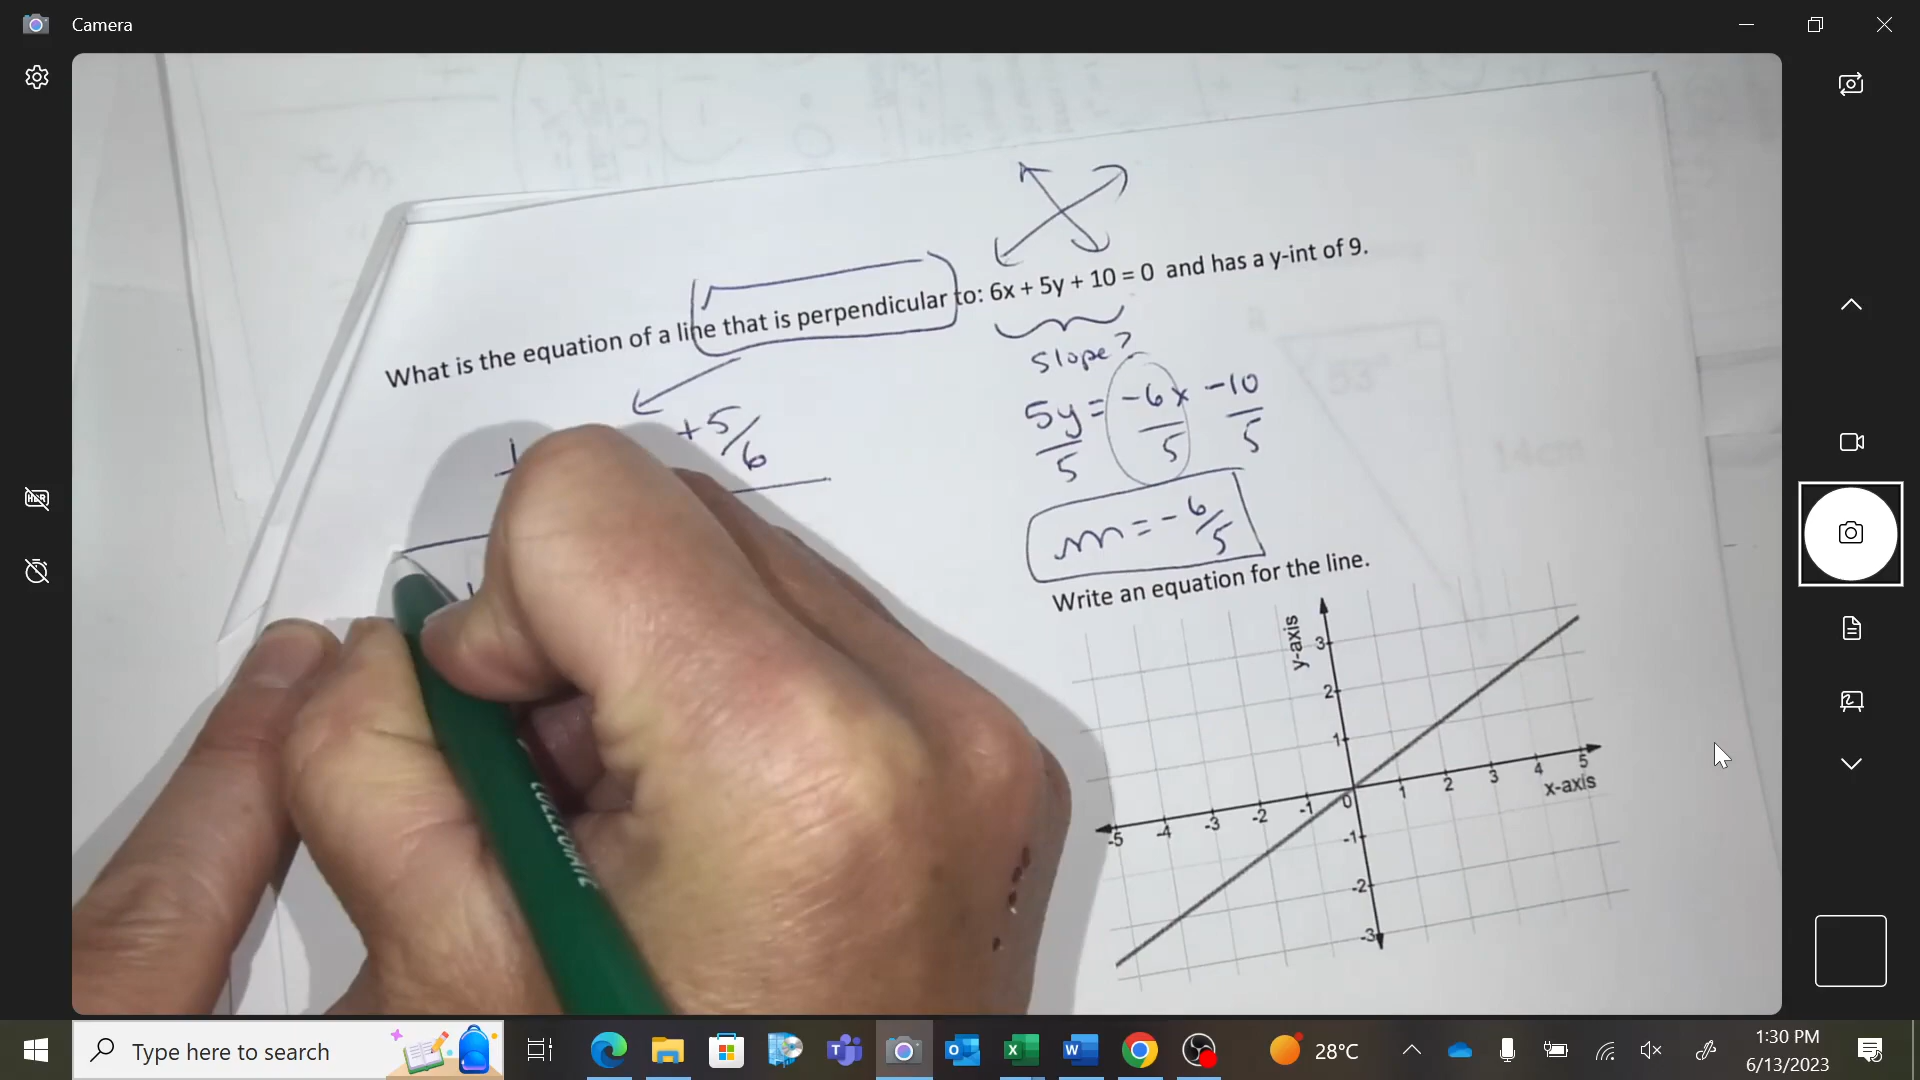 Camera
What is the equation of a line that is perpendicular to: 6x + 5y + 10 = 0 and has a y-int of 9.
slope?
+5/6
5y = -6x -10
5 5 5
m = -6/5
Write an equation for the line.
y-axis
3
2
1
-5 -4 -3 -2 -1 0 1 2 3 4 5
x-axis
-1
-2
-3
COLLEGIATE
53°
14cm
Type here to search
28°C
1:30 PM
6/13/2023